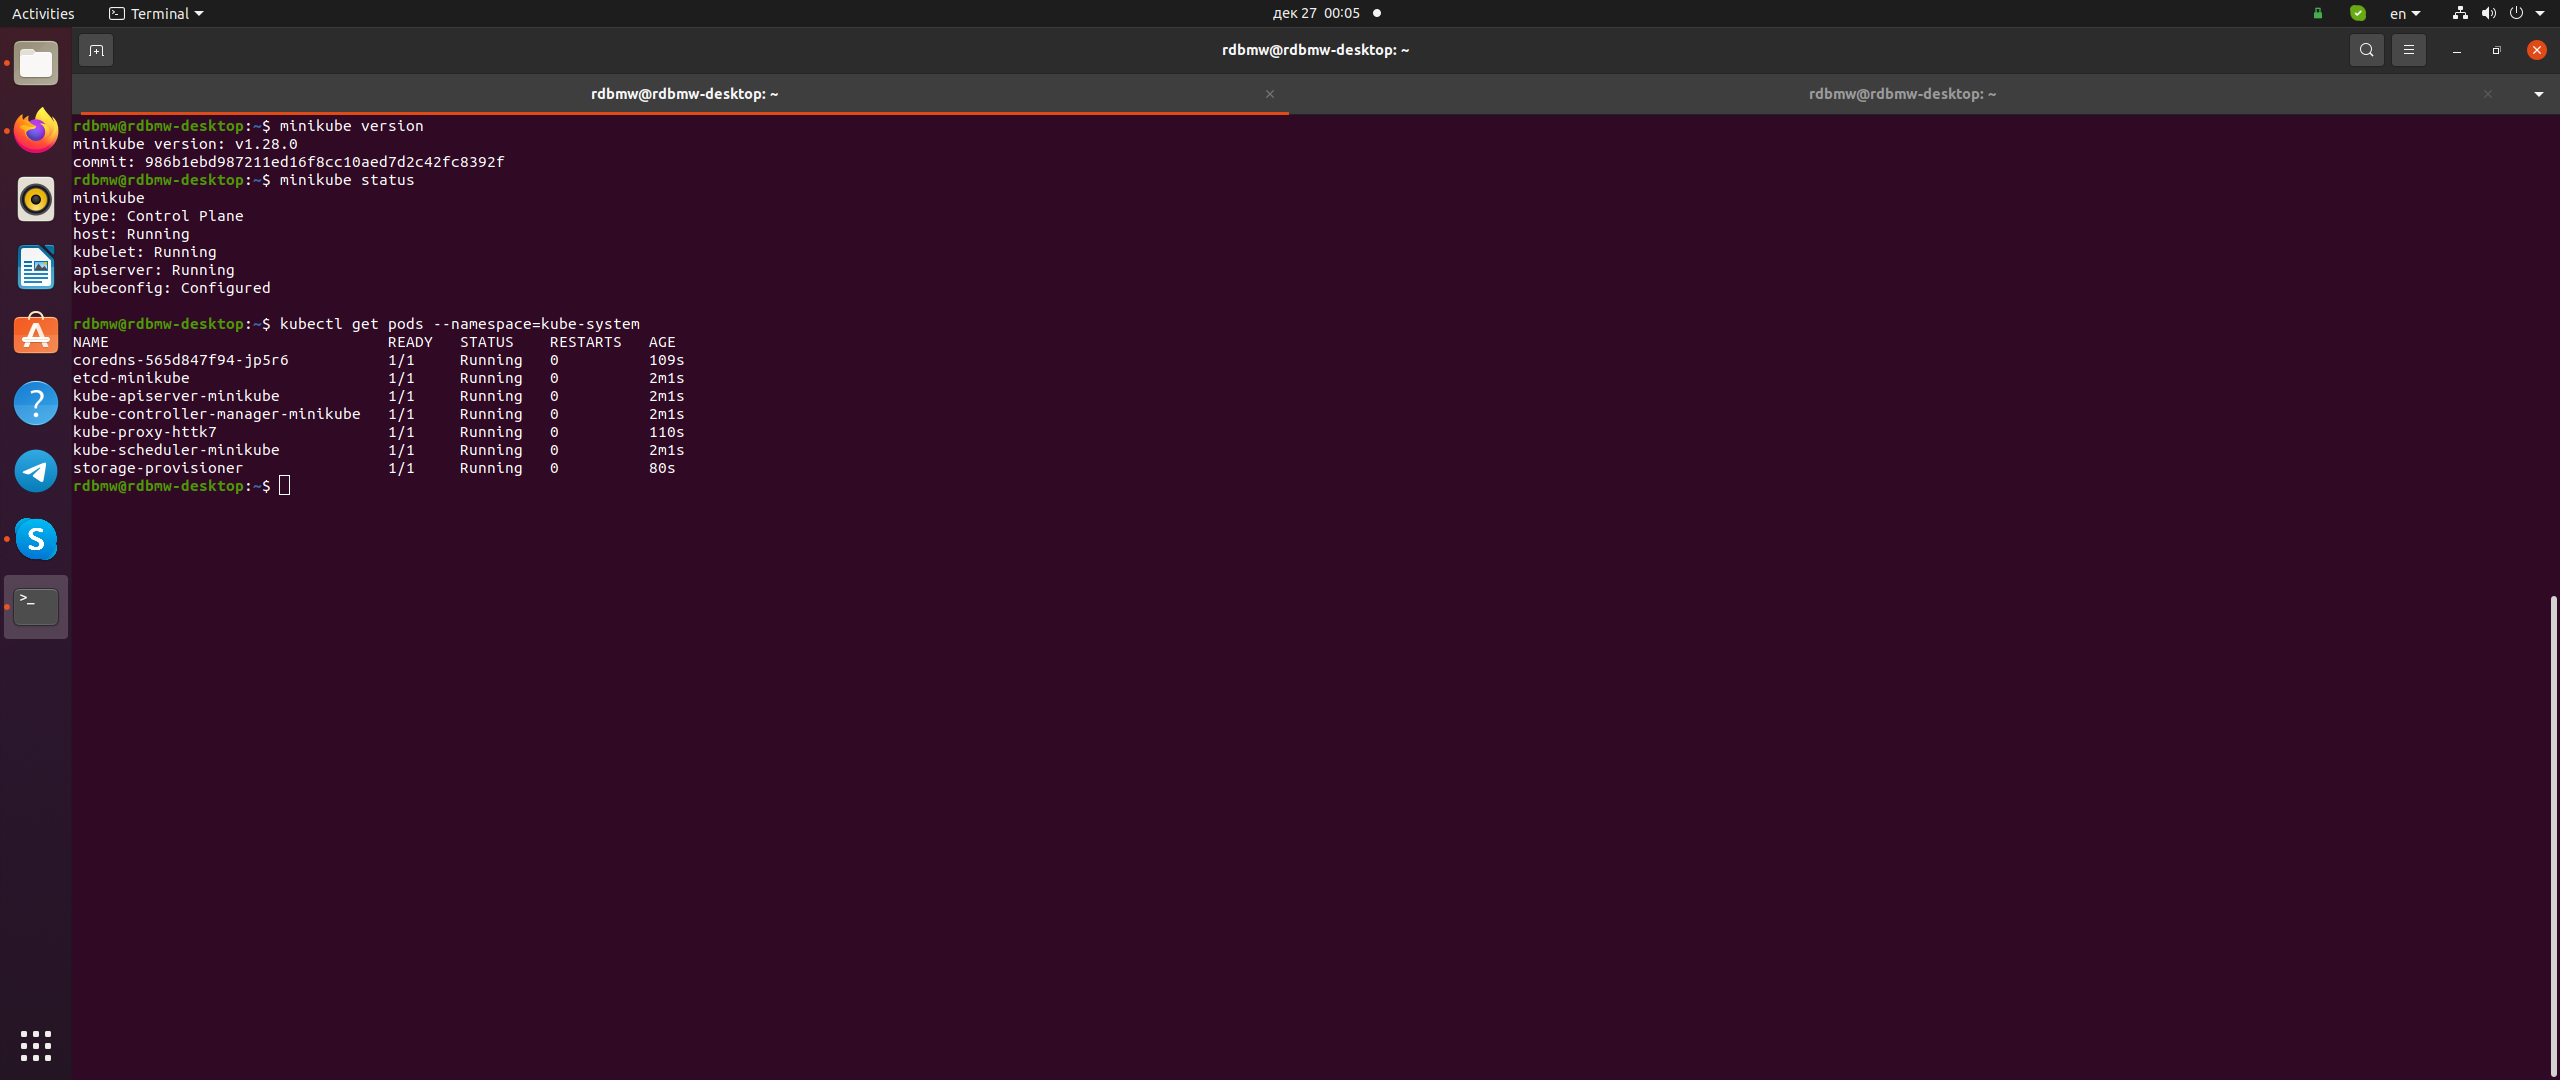 Activities
Terminal
дек 27 00:05
en
rdbmw@rdbmw-desktop: ~
rdbmw@rdbmw-desktop: ~
rdbmw@rdbmw-desktop: ~
rdbmw@rdbmw-desktop:~$ minikube version
minikube version: v1.28.0
commit: 986b1ebd987211ed16f8cc10aed7d2c42fc8392f
rdbmw@rdbmw-desktop:~$ minikube status
minikube
type: Control Plane
host: Running
kubelet: Running
apiserver: Running
kubeconfig: Configured
rdbmw@rdbmw-desktop:~$ kubectl get pods --namespace=kube-system
NAME READY STATUS RESTARTS AGE
coredns-565d847f94-jp5r6 1/1 Running 0 109s
etcd-minikube 1/1 Running 0 2m1s
kube-apiserver-minikube 1/1 Running 0 2m1s
kube-controller-manager-minikube 1/1 Running 0 2m1s
kube-proxy-httk7 1/1 Running 0 110s
kube-scheduler-minikube 1/1 Running 0 2m1s
storage-provisioner 1/1 Running 0 80s
rdbmw@rdbmw-desktop:~$